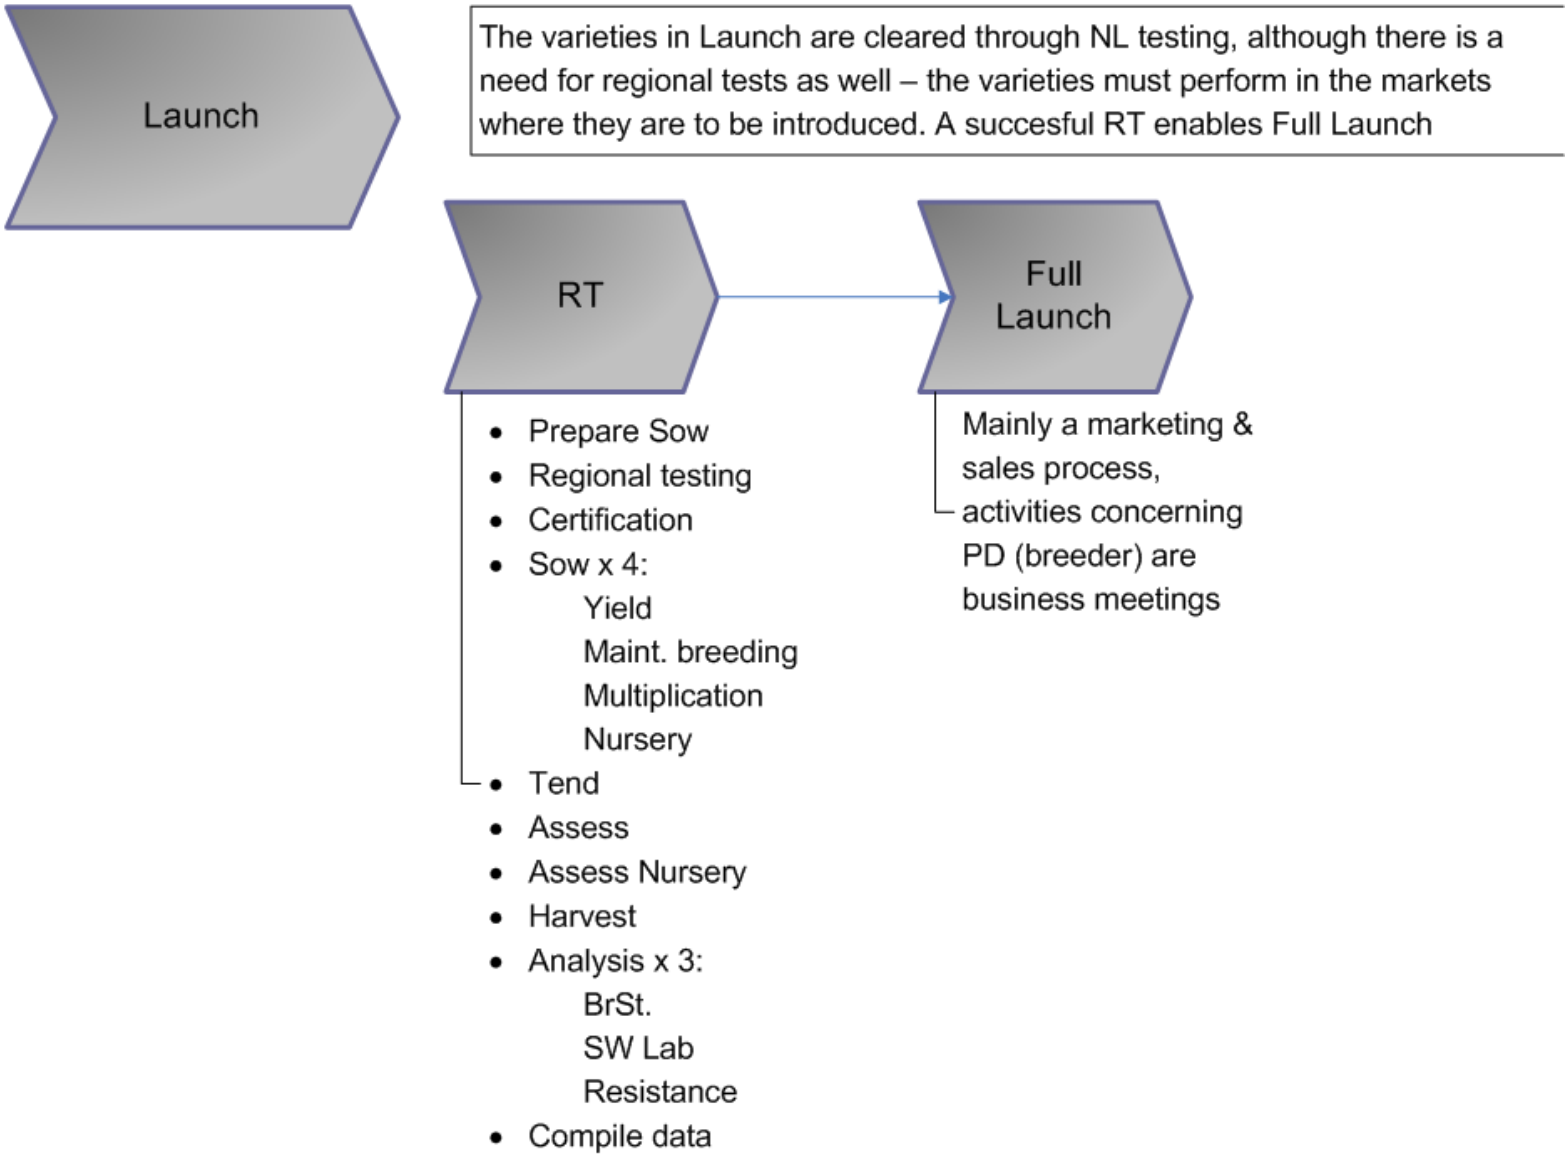 Launch
The varieties in Launch are cleared through NL testing, although there is a
need for regional tests as well – the varieties must perform in the markets
where they are to be introduced. A succesful RT enables Full Launch
RT
Full
Launch
• Prepare Sow
• Regional testing
• Certification
• Sow x 4:
Yield
Maint. breeding
Multiplication
Nursery
• Tend
• Assess
• Assess Nursery
• Harvest
• Analysis x 3:
BrSt.
SW Lab
Resistance
• Compile data
Mainly a marketing &
sales process,
activities concerning
PD (breeder) are
business meetings